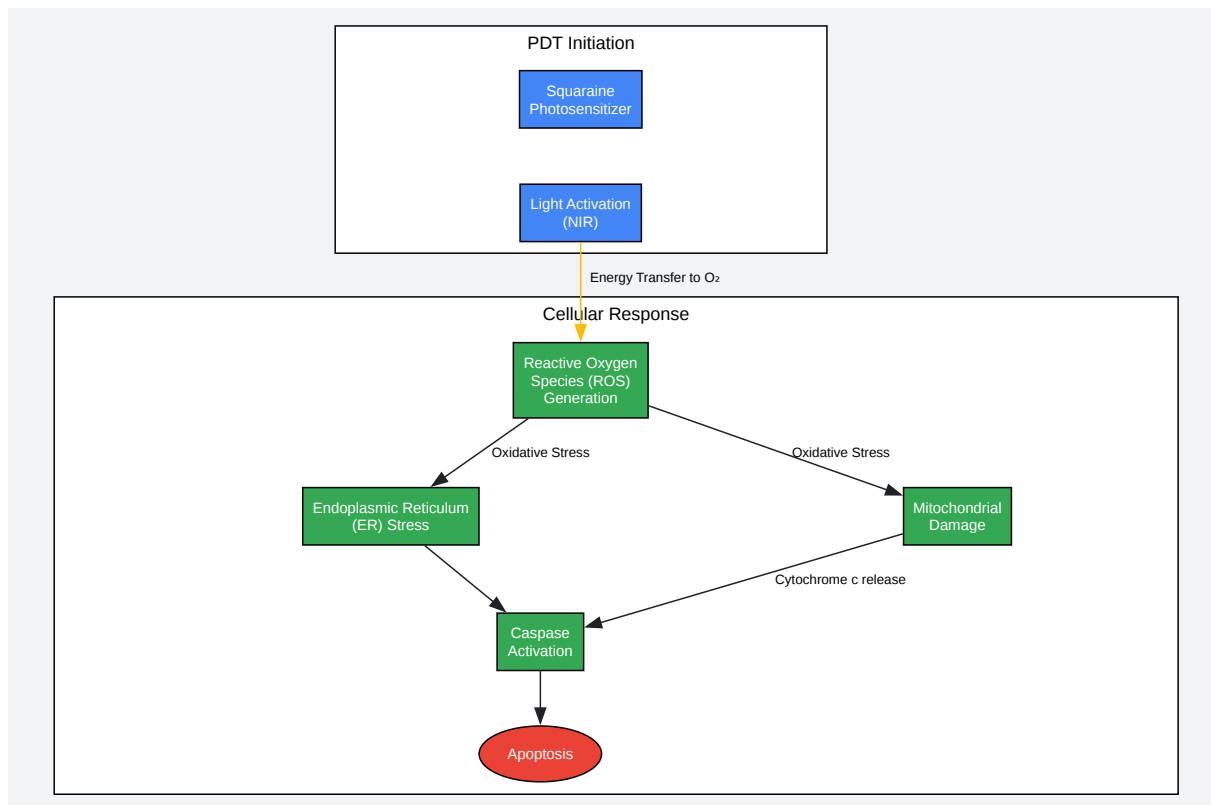 PDT Initiation
Squaraine
Photosensitizer
Light Activation
(NIR)
Energy Transfer to O₂
Cellular Response
Reactive Oxygen
Species (ROS)
Generation
Oxidative Stress
Oxidative Stress
Endoplasmic Reticulum
(ER) Stress
Mitochondrial
Damage
Cytochrome c release
Caspase
Activation
Apoptosis